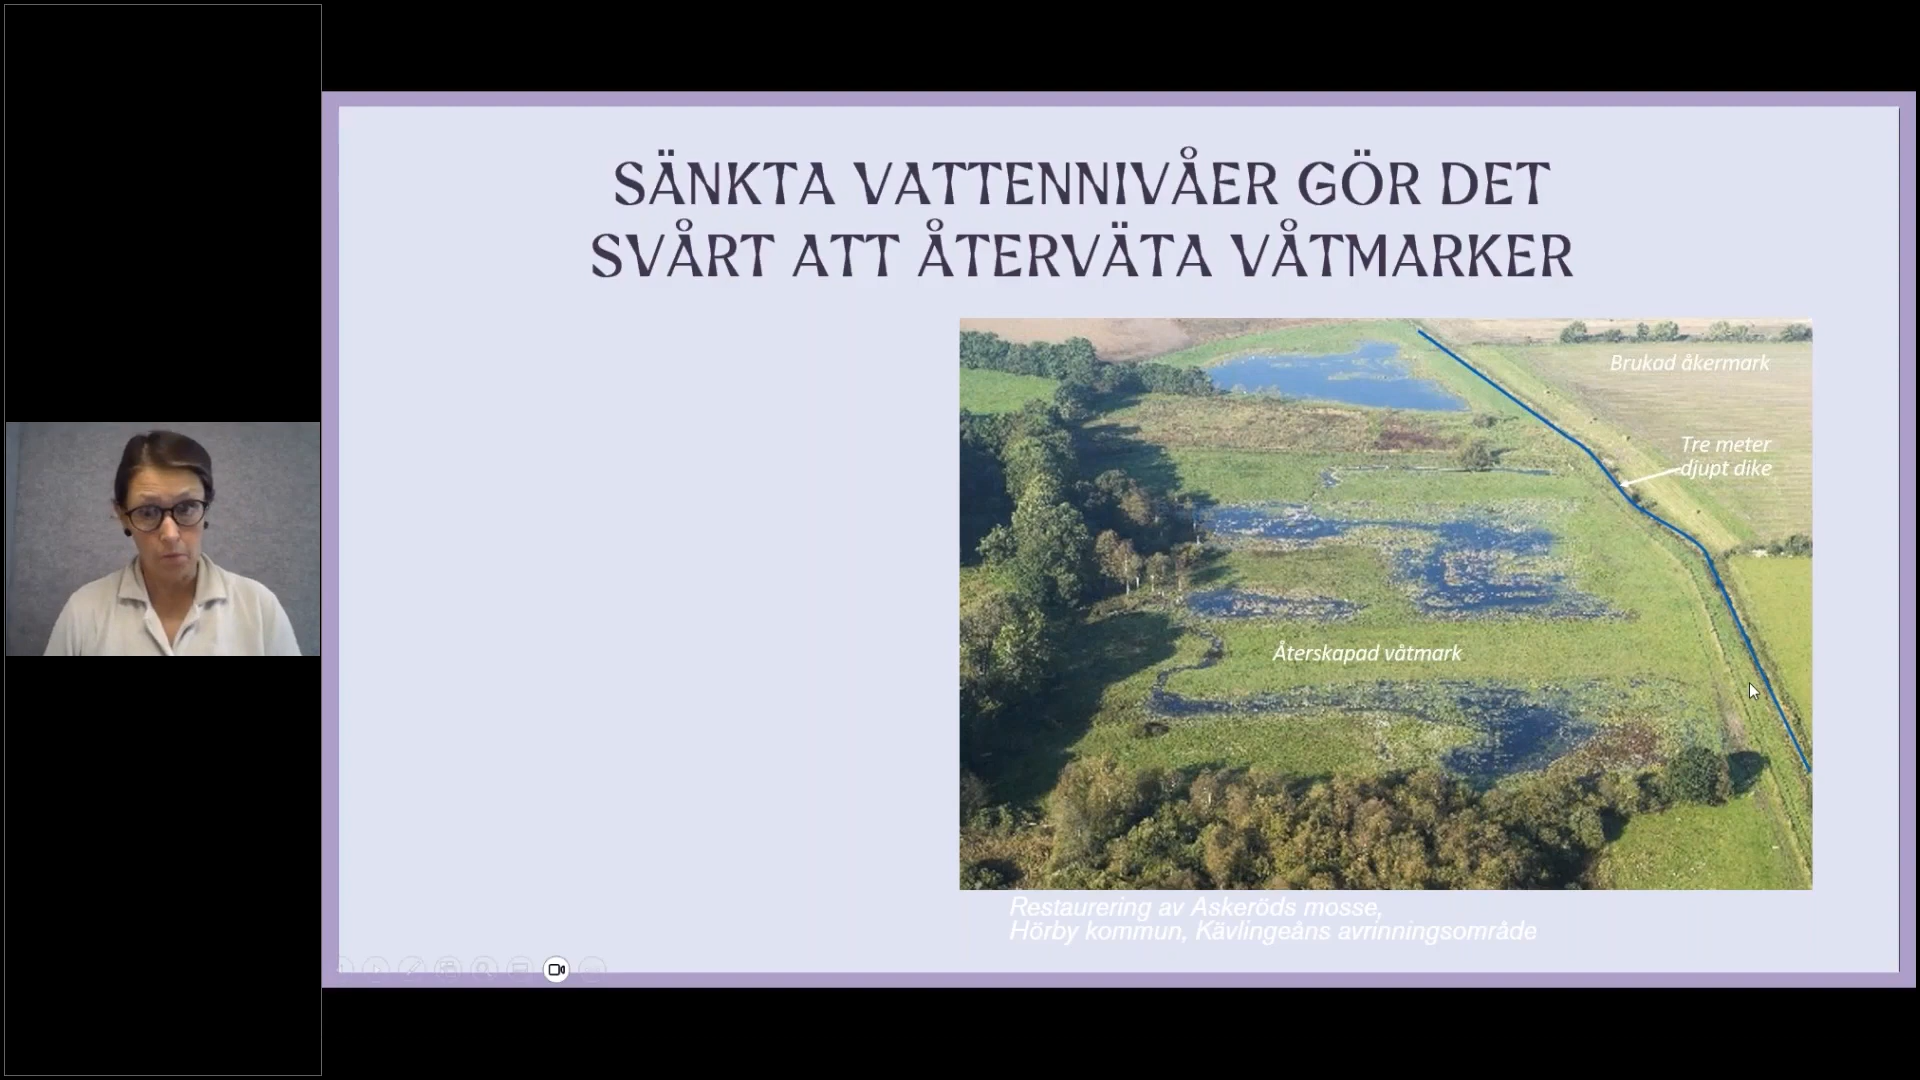 SÄNKTA VATTENNIVÅER GÖR DET
SVÅRT ATT ÅTERVÄTA VÅTMARKER
Brukad åkermark
Tre meter
djupt dike
Återskapad våtmark
Restaurering av Askeröds mosse,
Hörby kommun, Kävlingeåns avrinningsområde